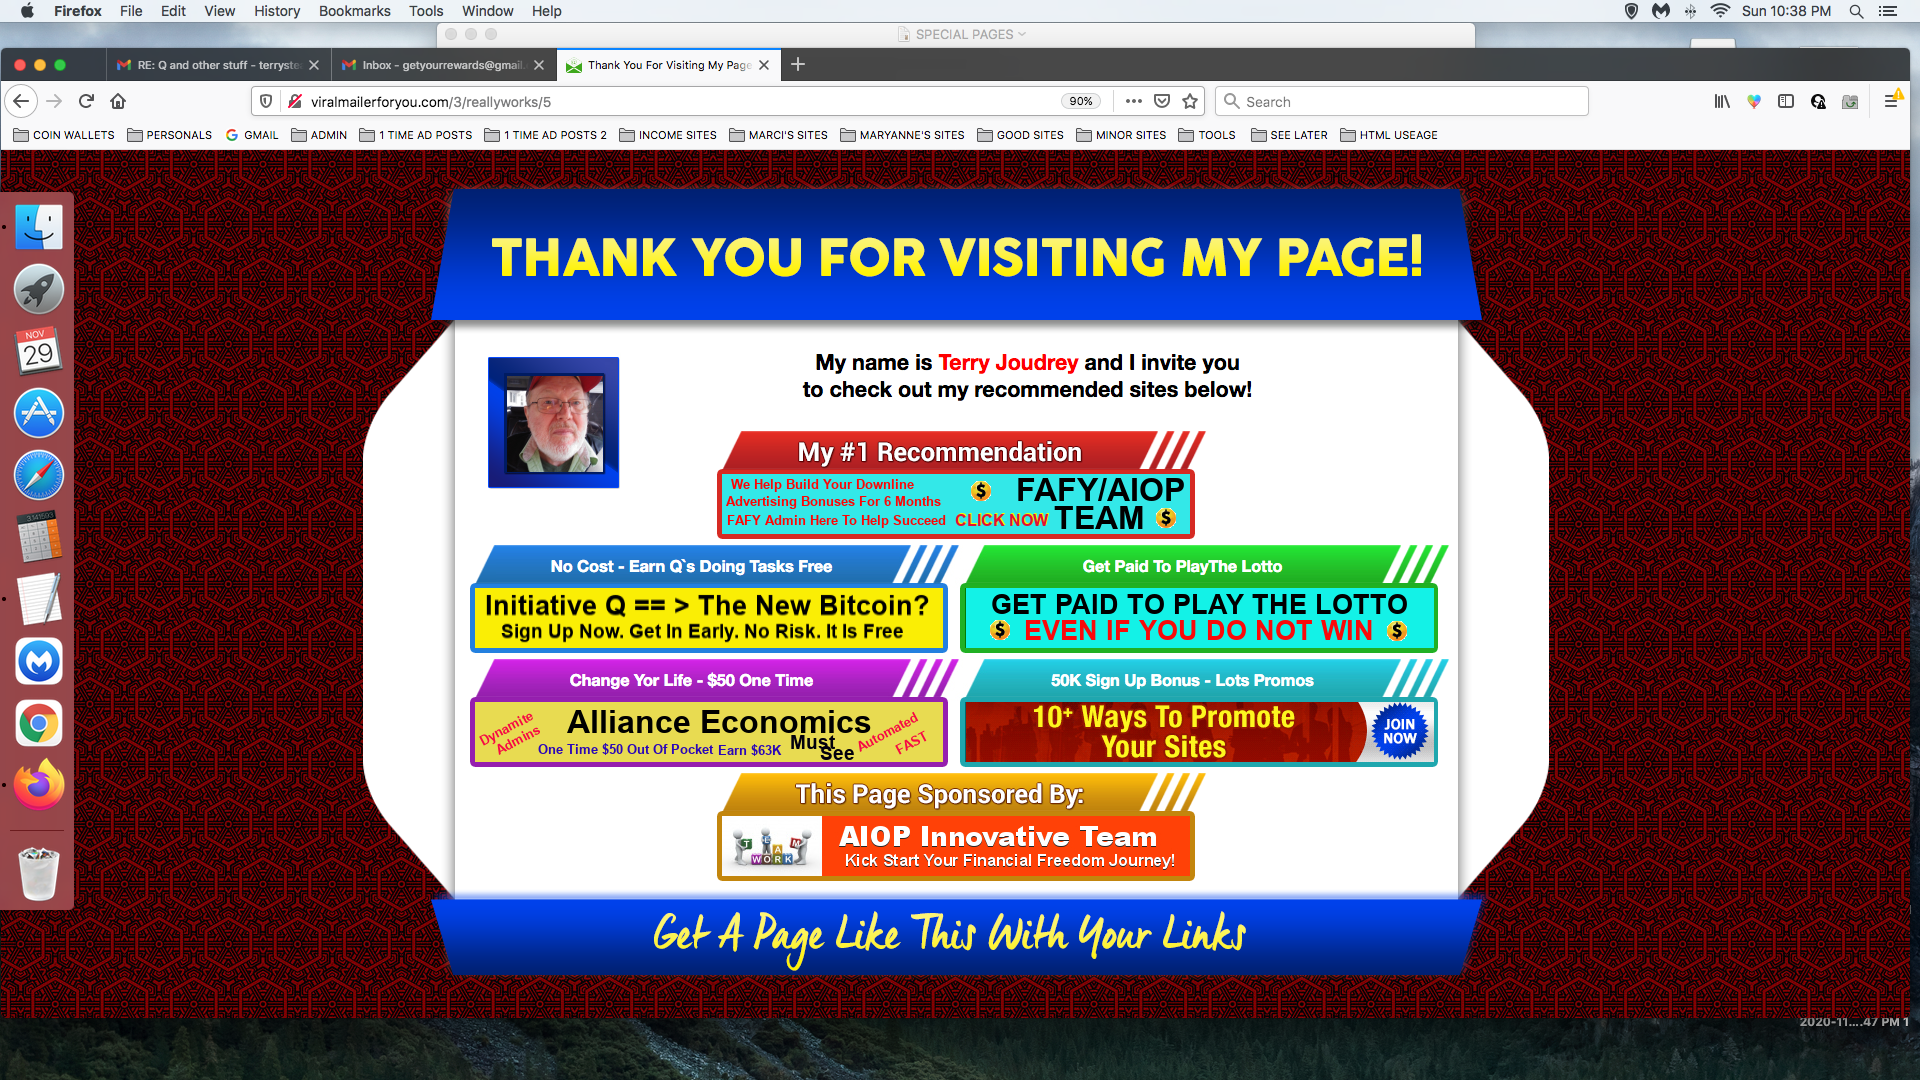 Firefox File Edit View History Bookmarks Tools Window Help Sun 10:38 PM
SPECIAL PAGES
RE: Q and other stuff - terryste
Inbox - getyourrewards@gmail.
Thank You For Visiting My Page
viralmailerforyou.com/3/reallyworks/5 90% Search
COIN WALLETS PERSONALS GMAIL ADMIN 1 TIME AD POSTS 1 TIME AD POSTS 2 INCOME SITES MARCI'S SITES MARYANNE'S SITES GOOD SITES MINOR SITES TOOLS SEE LATER HTML USEAGE
THANK YOU FOR VISITING MY PAGE!
NOV
29
My name is Terry Joudrey and I invite you
to check out my recommended sites below!
My #1 Recommendation
We Help Build Your Downline
Advertising Bonuses For 6 Months
FAFY Admin Here To Help Succeed
CLICK NOW
FAFY/AIOP
TEAM
No Cost - Earn Q`s Doing Tasks Free
Initiative Q == > The New Bitcoin?
Sign Up Now. Get In Early. No Risk. It Is Free
Get Paid To PlayThe Lotto
GET PAID TO PLAY THE LOTTO
EVEN IF YOU DO NOT WIN
Change Yor Life - $50 One Time
Dynamite
Admins
Alliance Economics
One Time $50 Out Of Pocket Earn $63K
Must
See
Automated
FAST
50K Sign Up Bonus - Lots Promos
10+ Ways To Promote
Your Sites
JOIN
NOW
This Page Sponsored By:
TEAM
WORK
AIOP Innovative Team
Kick Start Your Financial Freedom Journey!
Get A Page Like This With Your Links
2020-11....47 PM 1